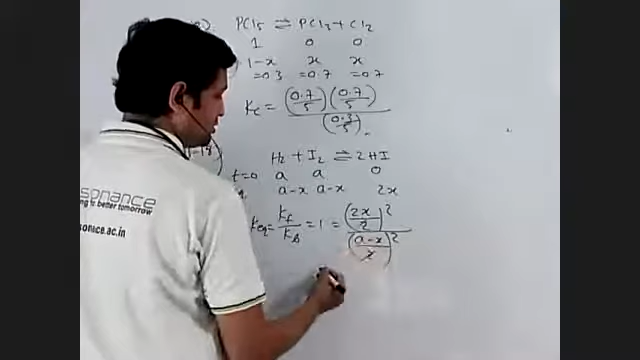 PCl5 ⇌ PCl3 + Cl2
1 0 0
1-x x x
=0.3 =0.7 =0.7
Kc = (0.7/5) (0.7/5) / (0.3/5)
H2 + I2 ⇌ 2HI
t=0 a a 0
a-x a-x 2x
Keq = Kf/Kb = 1 = (2x/2)^2 / (a-x/2)^2
sonance
ng is better tomorrow
sonance.ac.in